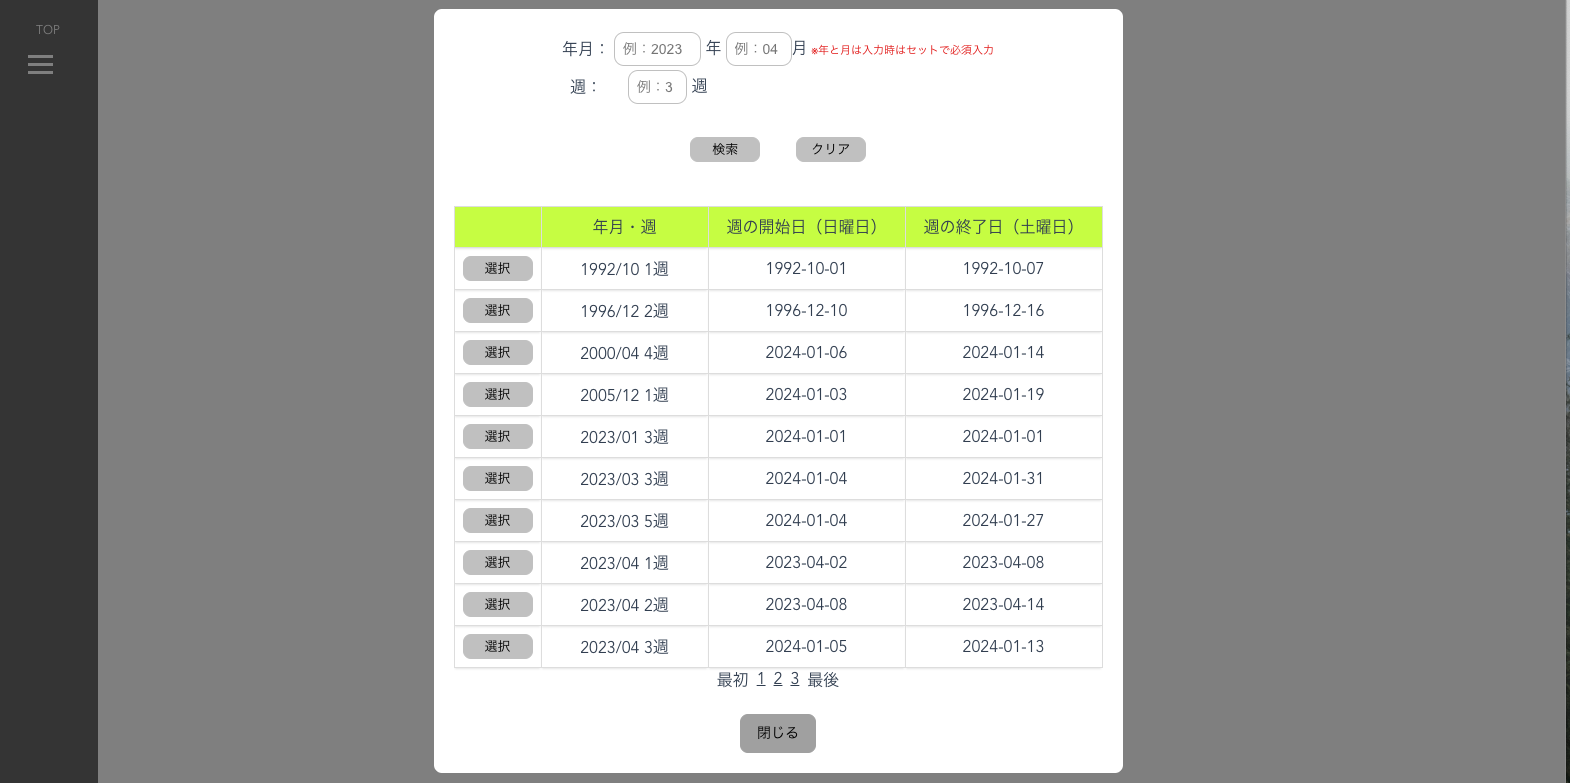 TOP
年月： 例：2023 年 例：04 月 ※年と月は入力時はセットで必須入力
週： 例：3 週
検索 クリア
年月・週 週の開始日（日曜日） 週の終了日（土曜日）
選択 1992/10 1週 1992-10-01 1992-10-07
選択 1996/12 2週 1996-12-10 1996-12-16
選択 2000/04 4週 2024-01-06 2024-01-14
選択 2005/12 1週 2024-01-03 2024-01-19
選択 2023/01 3週 2024-01-01 2024-01-01
選択 2023/03 3週 2024-01-04 2024-01-31
選択 2023/03 5週 2024-01-04 2024-01-27
選択 2023/04 1週 2023-04-02 2023-04-08
選択 2023/04 2週 2023-04-08 2023-04-14
選択 2023/04 3週 2024-01-05 2024-01-13
最初 1 2 3 最後
閉じる